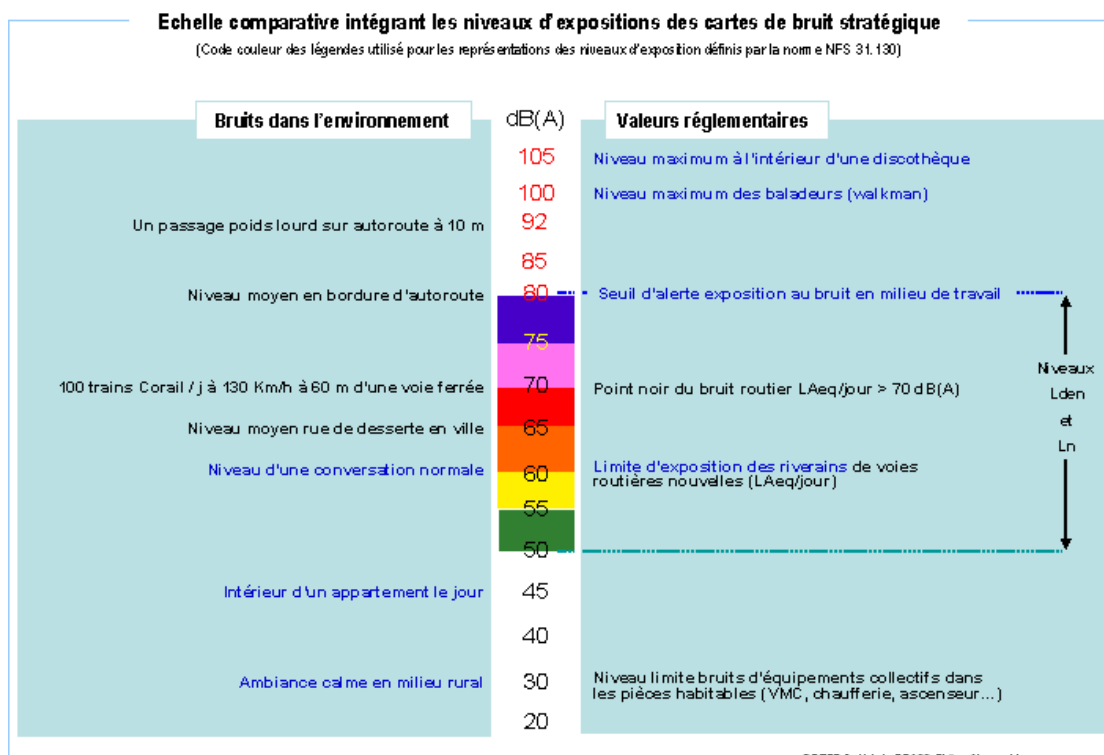 Echelle comparative intégrant les niveaux d'expositions des cartes de bruit stratégique
(Code couleur des légendes utilisé pour les représentations des niveaux d'exposition définis par la norme NFS 31.130)
Bruits dans l'environnement
dB(A)
Valeurs réglementaires
105
Niveau maximum à l'intérieur d'une discothèque
100
Niveau maximum des baladeurs (walkman)
Un passage poids lourd sur autoroute à 10 m
92
85
Niveau moyen en bordure d'autoroute
80
Seuil d'alerte exposition au bruit en milieu de travail
75
Niveaux
Lden
et
Ln
100 trains Corail / j à 130 Km/h à 60 m d'une voie ferrée
70
Point noir du bruit routier LAeq/jour > 70 dB(A)
Niveau moyen rue de desserte en ville
65
Niveau d'une conversation normale
60
Limite d'exposition des riverains de voies
routières nouvelles (LAeq/jour)
55
50
Intérieur d'un appartement le jour
45
40
Ambiance calme en milieu rural
30
Niveau limite bruits d'équipements collectifs dans
les pièces habitables (VMC, chaufferie, ascenseur...)
20